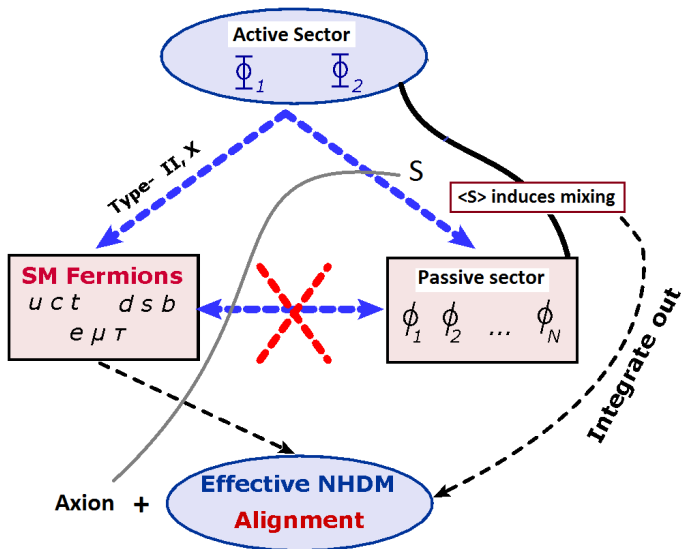 Active Sector
Φ1 Φ2
Type- II, X
S
<S> induces mixing
SM Fermions
u c t d s b
e μ τ
Passive sector
ϕ1 ϕ2 ... ϕN
Integrate out
Axion +
Effective NHDM
Alignment